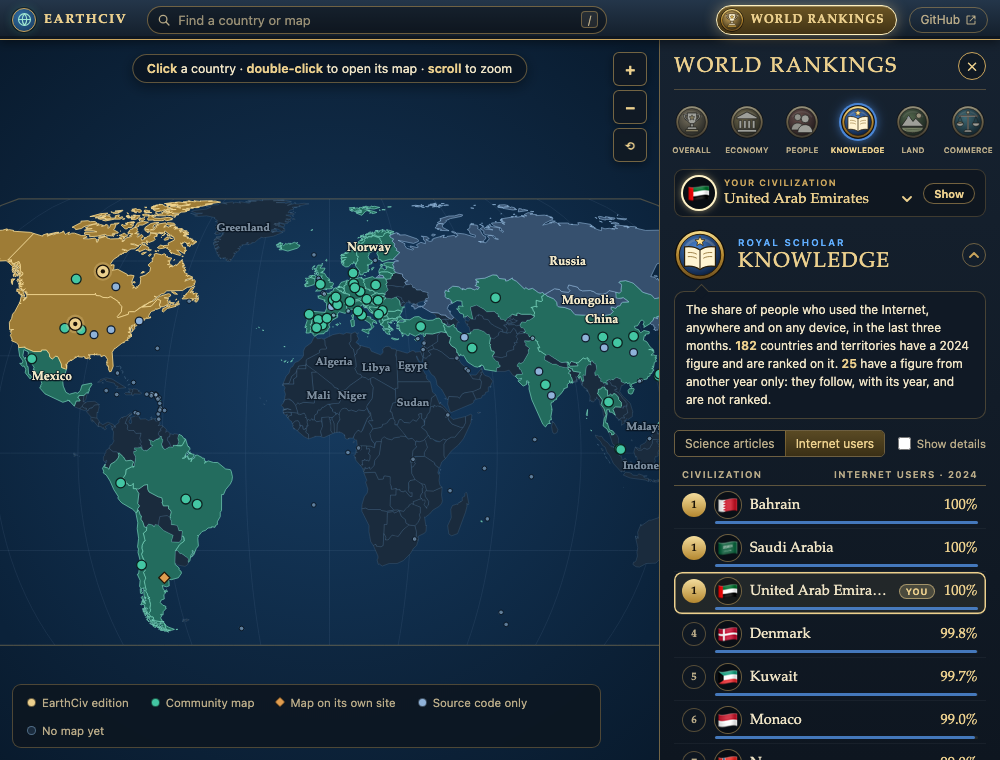 EARTHCIV
Find a country or map
/
WORLD RANKINGS
GitHub
Click a country · double-click to open its map · scroll to zoom
+
−
Greenland
Norway
Russia
Mongolia
China
Mexico
Algeria
Libya
Egypt
Mali
Niger
Sudan
Malay
Indone
EarthCiv edition
Community map
Map on its own site
Source code only
No map yet
WORLD RANKINGS
OVERALL
ECONOMY
PEOPLE
KNOWLEDGE
LAND
COMMERCE
YOUR CIVILIZATION
United Arab Emirates
Show
ROYAL SCHOLAR
KNOWLEDGE
The share of people who used the Internet,
anywhere and on any device, in the last three
months. 182 countries and territories have a 2024
figure and are ranked on it. 25 have a figure from
another year only: they follow, with its year, and
are not ranked.
Science articles
Internet users
Show details
CIVILIZATION
INTERNET USERS · 2024
1 Bahrain 100%
1 Saudi Arabia 100%
1 United Arab Emira… YOU 100%
4 Denmark 99.8%
5 Kuwait 99.7%
6 Monaco 99.0%